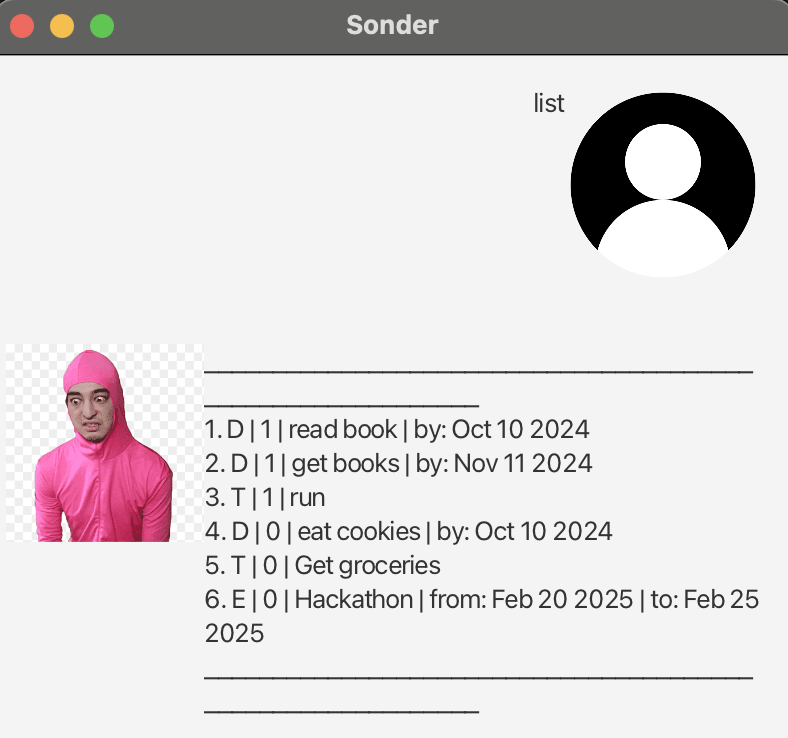 Sonder
list
1. D | 1 | read book | by: Oct 10 2024
2. D | 1 | get books | by: Nov 11 2024
3. T | 1 | run
4. D | 0 | eat cookies | by: Oct 10 2024
5. T | 0 | Get groceries
6. E | 0 | Hackathon | from: Feb 20 2025 | to: Feb 25
2025